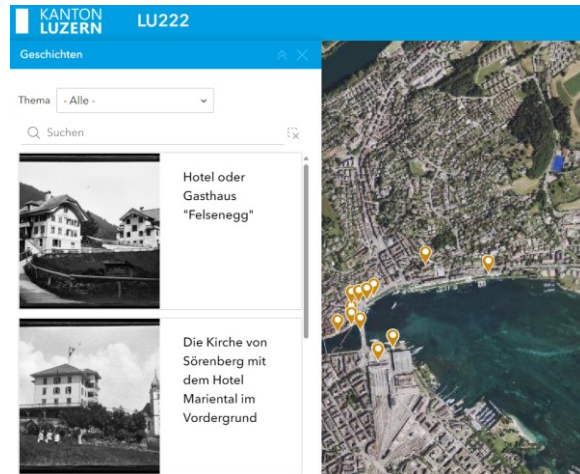 KANTON
LUZERN
LU222
Geschichten
Thema
- Alle -
Suchen
Hotel oder
Gasthaus
"Felsenegg"
Die Kirche von
Sörenberg mit
dem Hotel
Mariental im
Vordergrund